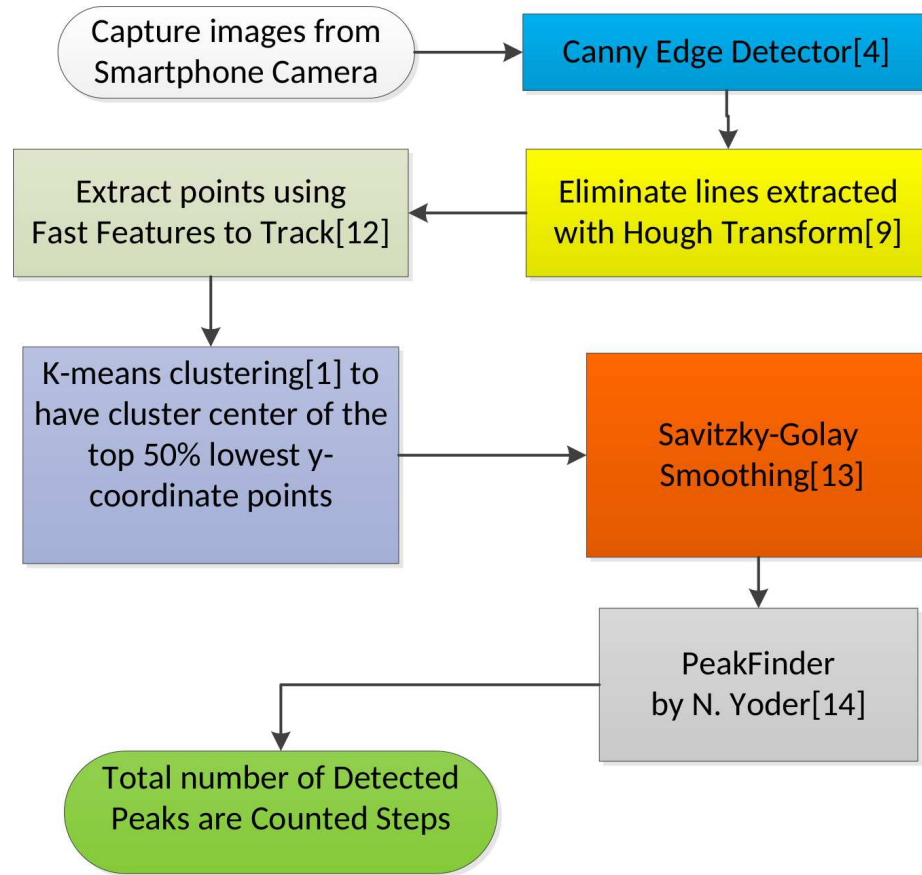 Capture images from
Smartphone Camera
Canny Edge Detector[4]
Eliminate lines extracted
with Hough Transform[9]
Extract points using
Fast Features to Track[12]
K-means clustering[1] to
have cluster center of the
top 50% lowest y-
coordinate points
Savitzky-Golay
Smoothing[13]
PeakFinder
by N. Yoder[14]
Total number of Detected
Peaks are Counted Steps